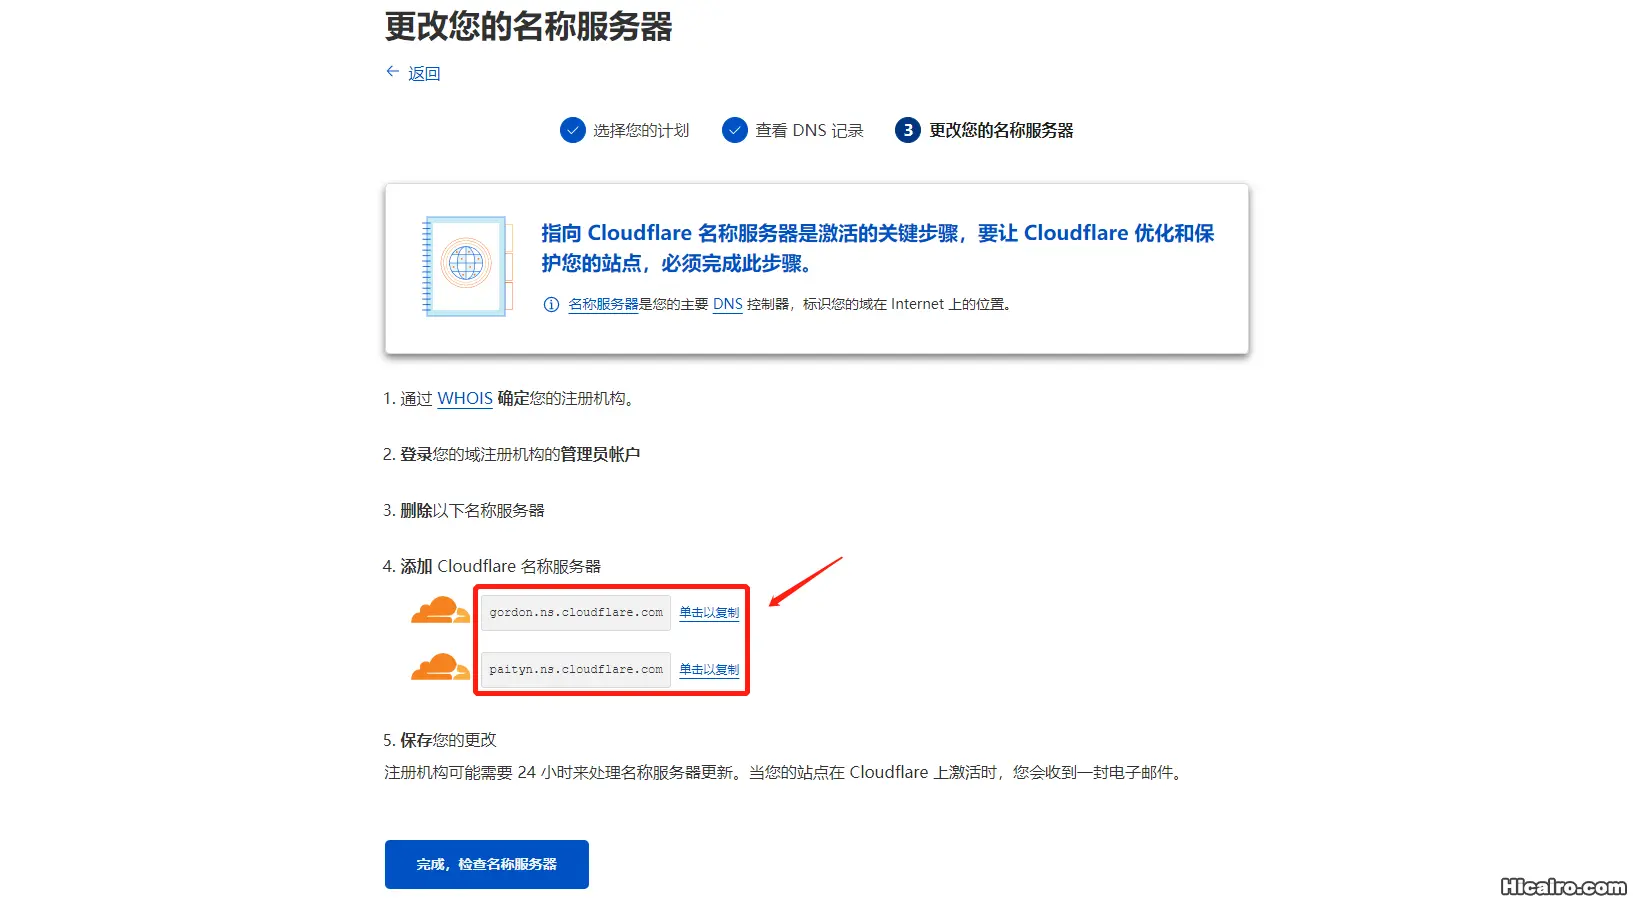 更改您的名称服务器
返回
选择您的计划 查看 DNS 记录 3 更改您的名称服务器
指向 Cloudflare 名称服务器是激活的关键步骤，要让 Cloudflare 优化和保
护您的站点，必须完成此步骤。
名称服务器是您的主要 DNS 控制器，标识您的域在 Internet 上的位置。
1. 通过 WHOIS 确定您的注册机构。
2. 登录您的域注册机构的管理员帐户
3. 删除以下名称服务器
4. 添加 Cloudflare 名称服务器
gordon.ns.cloudflare.com 单击以复制
paityn.ns.cloudflare.com 单击以复制
5. 保存您的更改
注册机构可能需要 24 小时来处理名称服务器更新。当您的站点在 Cloudflare 上激活时，您会收到一封电子邮件。
完成，检查名称服务器
Hicairo.com